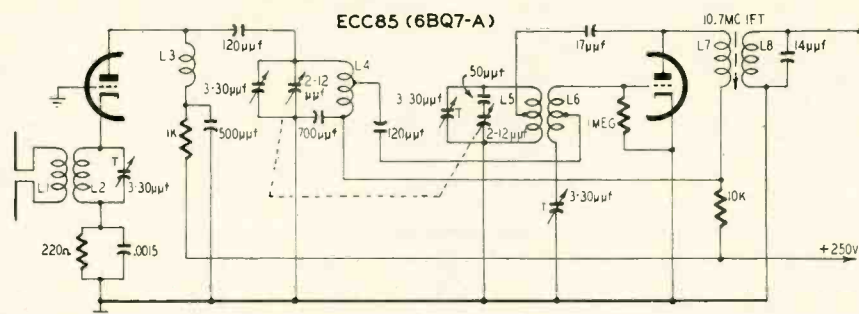 ECC85 (6BQ7-A)
10.7MC IFT
120µµf
L3
L4
3-30µµf
2-12
µµf
1K
500µµf
700µµf
120µµf
17µµf
50µµf
3-30µµf
T
L5
L6
2-12µµf
1MEG
L7
L8
14µµf
L1
L2
T
3-30µµf
T
3-30µµf
10K
220Ω
.0015
+250V